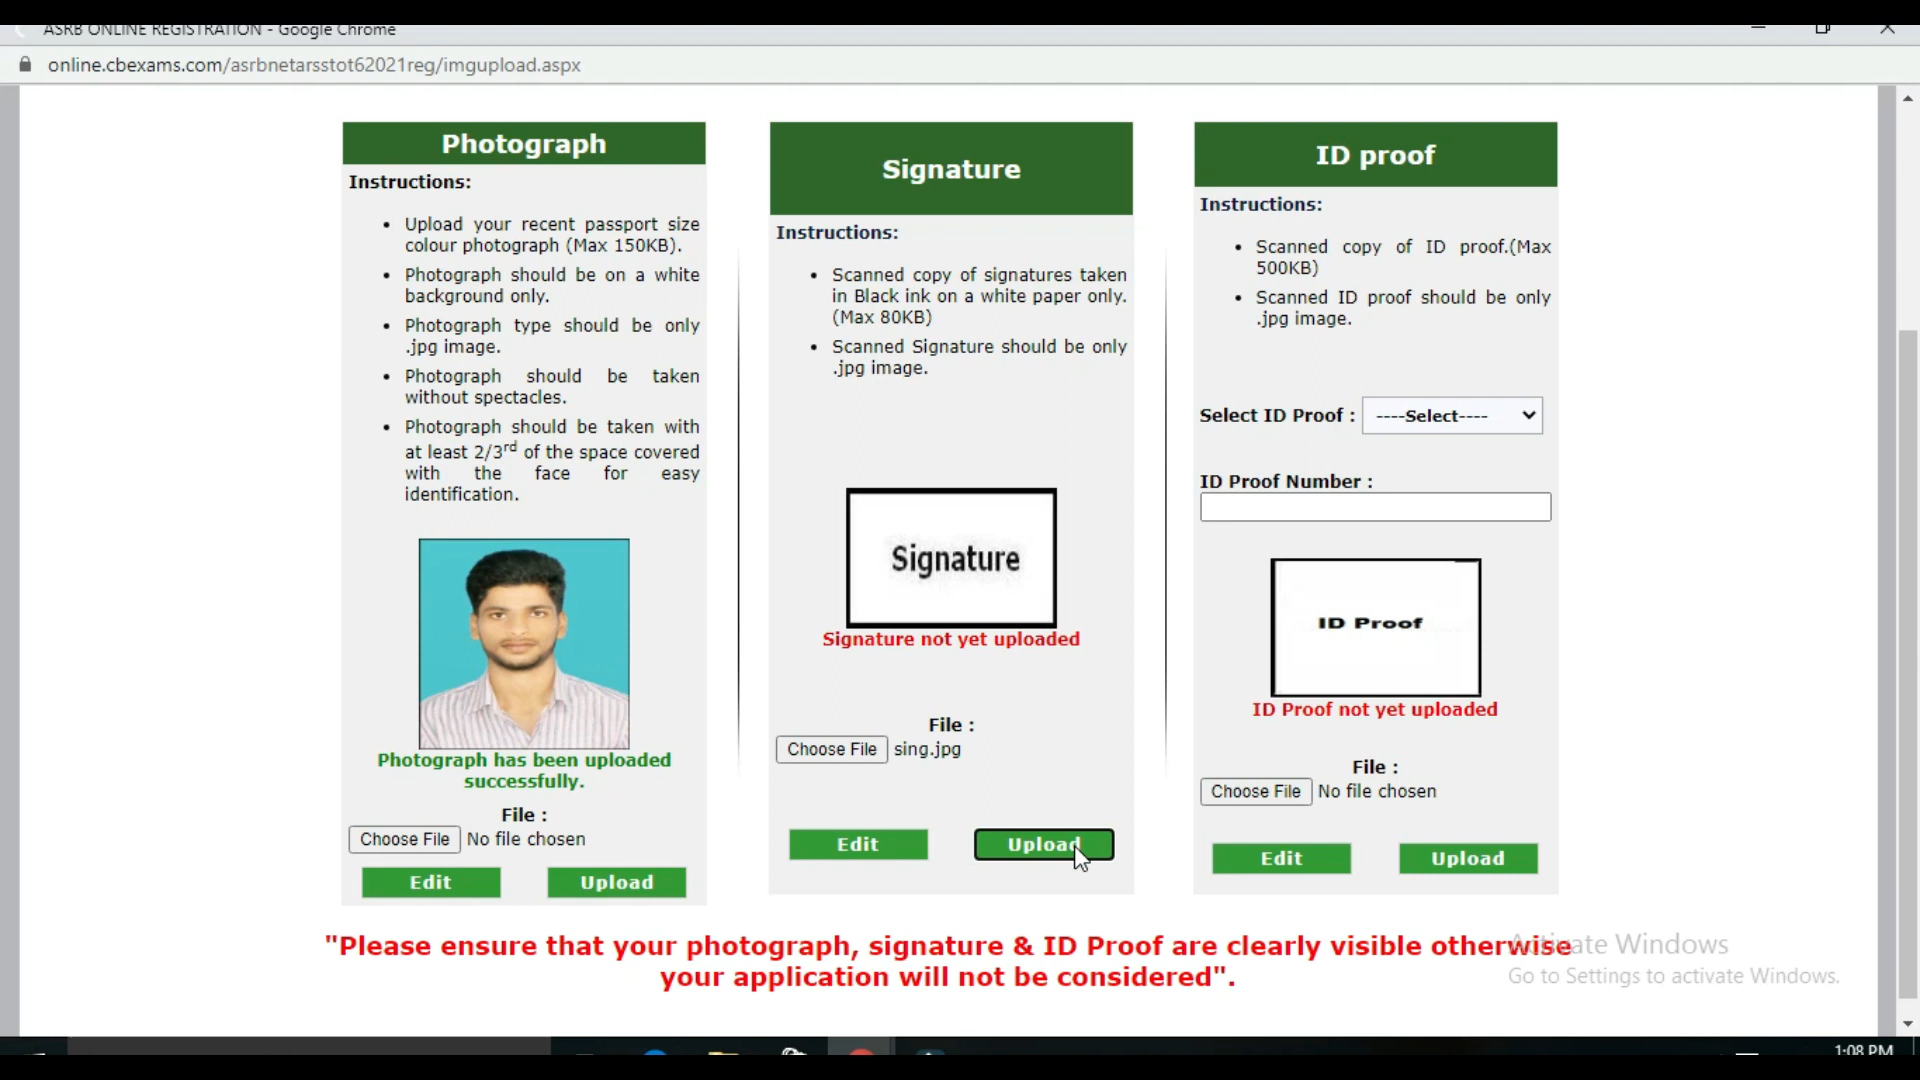 ASRB ONLINE REGISTRATION - Google Chrome
online.cbexams.com/asrbnetarsstot62021reg/imgupload.aspx
Photograph
Instructions:
• Upload your recent passport size
colour photograph (Max 150KB).
• Photograph should be on a white
background only.
• Photograph type should be only
.jpg image.
• Photograph should be taken
without spectacles.
• Photograph should be taken with
at least 2/3rd of the space covered
with the face for easy
identification.
Photograph has been uploaded
successfully.
File :
Choose File No file chosen
Edit Upload
Signature
Instructions:
• Scanned copy of signatures taken
in Black ink on a white paper only.
(Max 80KB)
• Scanned Signature should be only
.jpg image.
Signature
Signature not yet uploaded
File :
Choose File sing.jpg
Edit Upload
ID proof
Instructions:
• Scanned copy of ID proof.(Max
500KB)
• Scanned ID proof should be only
.jpg image.
Select ID Proof : ----Select----
ID Proof Number :
ID Proof
ID Proof not yet uploaded
File :
Choose File No file chosen
Edit Upload
"Please ensure that your photograph, signature & ID Proof are clearly visible otherwise
your application will not be considered".
Activate Windows
Go to Settings to activate Windows.
1:08 PM